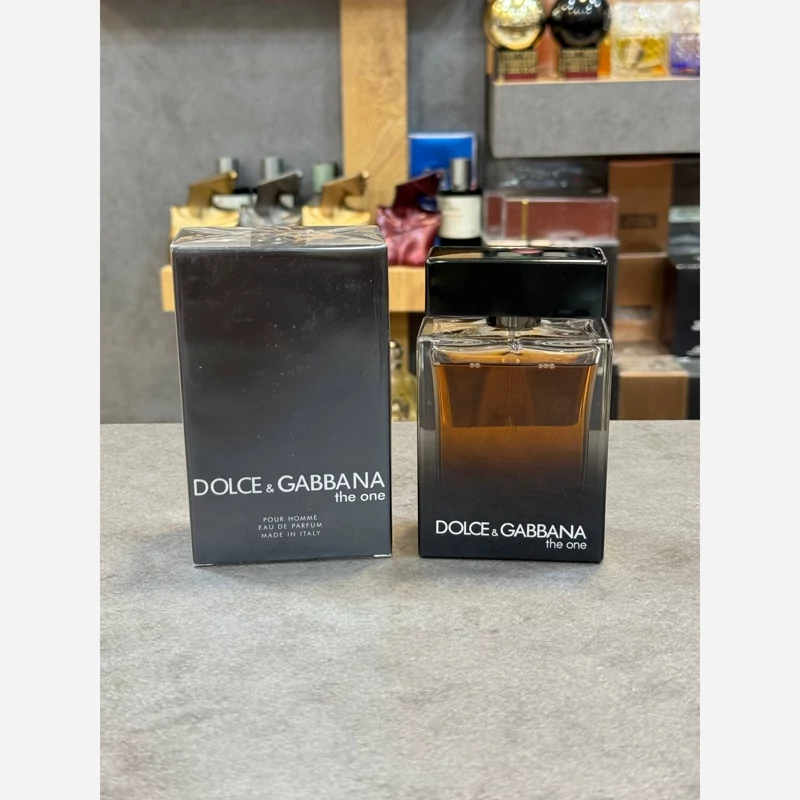 DOLCE & GABBANA
the one
POUR HOMME
EAU DE PARFUM
MADE IN ITALY
DOLCE & GABBANA
the one